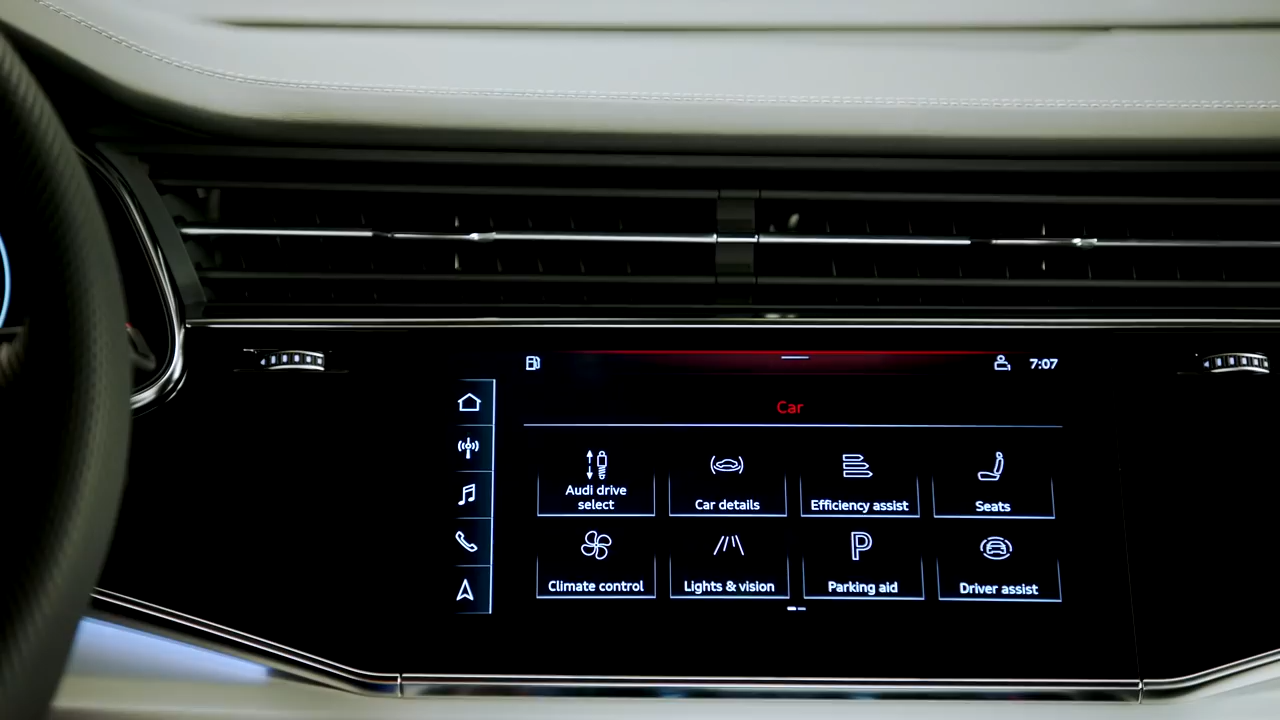 7:07
Car
Audi drive
select
Car details
Efficiency assist
Seats
Climate control
Lights & vision
P
Parking aid
Driver assist